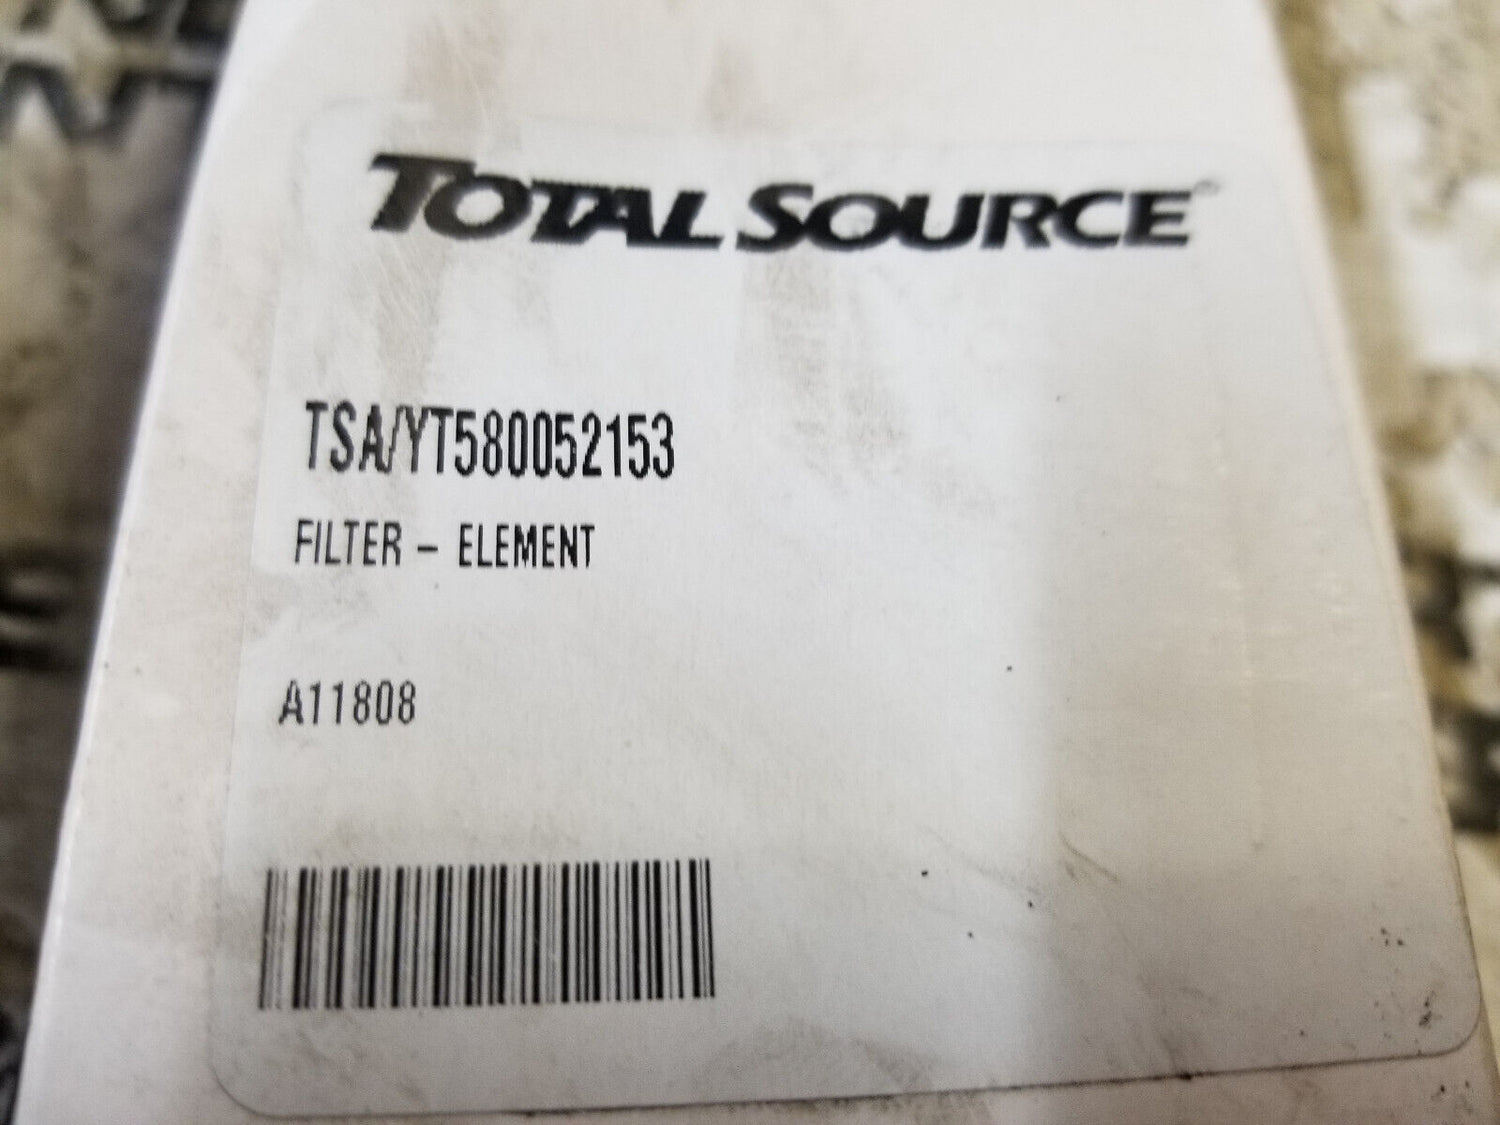 TOTAL SOURCE
TSA/YT580052153
FILTER - ELEMENT
A11808